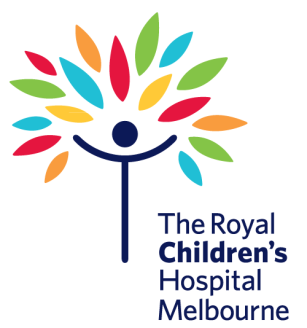 The Royal
Children's
Hospital
Melbourne